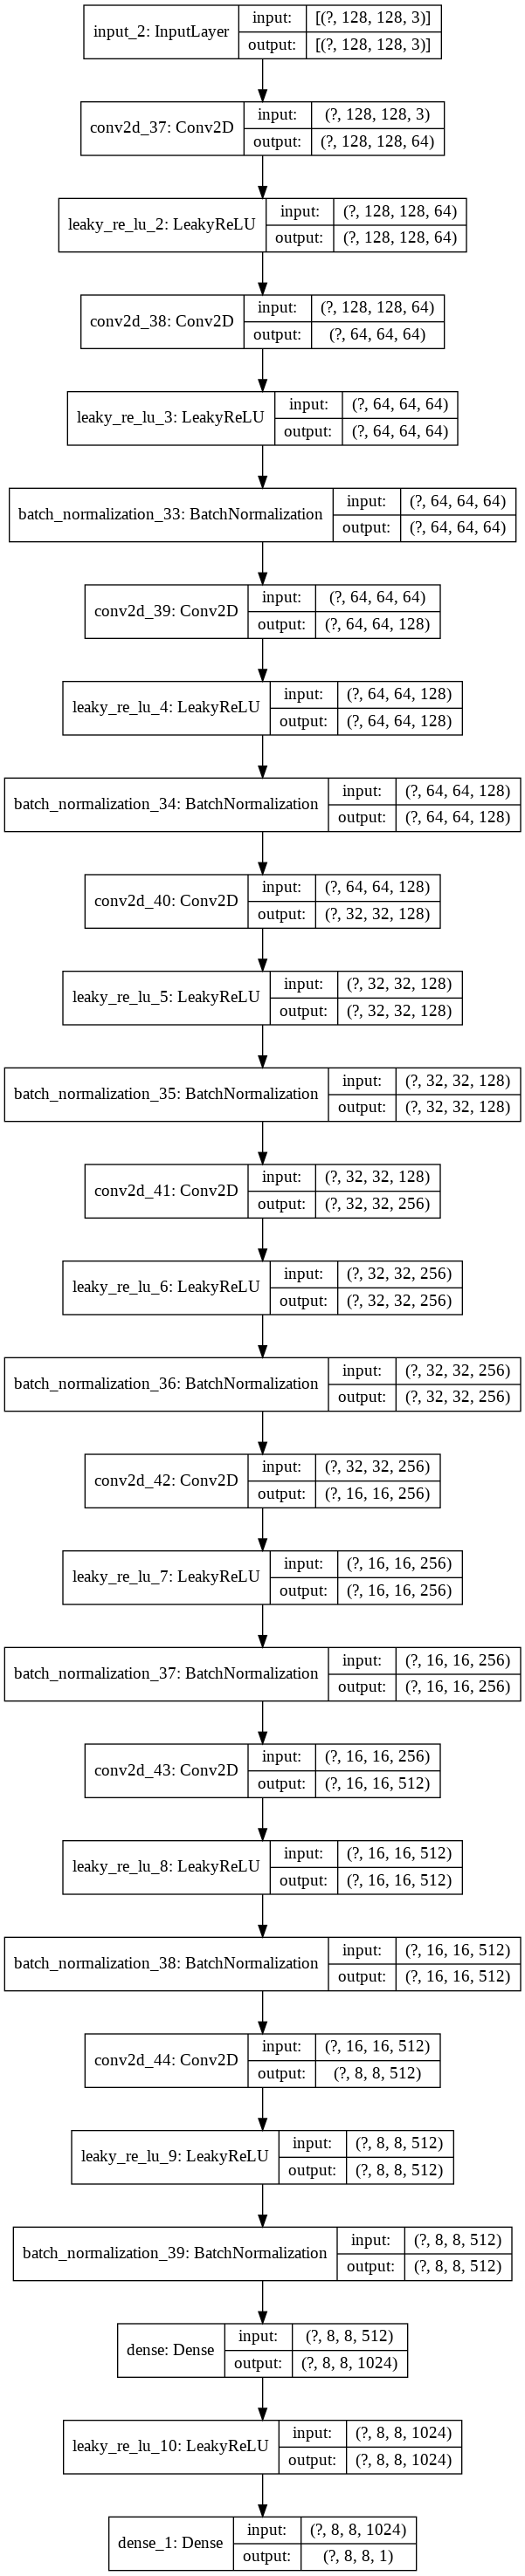 input_2: InputLayer
input: [(?, 128, 128, 3)]
output: [(?, 128, 128, 3)]
conv2d_37: Conv2D
input: (?, 128, 128, 3)
output: (?, 128, 128, 64)
leaky_re_lu_2: LeakyReLU
input: (?, 128, 128, 64)
output: (?, 128, 128, 64)
conv2d_38: Conv2D
input: (?, 128, 128, 64)
output: (?, 64, 64, 64)
leaky_re_lu_3: LeakyReLU
input: (?, 64, 64, 64)
output: (?, 64, 64, 64)
batch_normalization_33: BatchNormalization
input: (?, 64, 64, 64)
output: (?, 64, 64, 64)
conv2d_39: Conv2D
input: (?, 64, 64, 64)
output: (?, 64, 64, 128)
leaky_re_lu_4: LeakyReLU
input: (?, 64, 64, 128)
output: (?, 64, 64, 128)
batch_normalization_34: BatchNormalization
input: (?, 64, 64, 128)
output: (?, 64, 64, 128)
conv2d_40: Conv2D
input: (?, 64, 64, 128)
output: (?, 32, 32, 128)
leaky_re_lu_5: LeakyReLU
input: (?, 32, 32, 128)
output: (?, 32, 32, 128)
batch_normalization_35: BatchNormalization
input: (?, 32, 32, 128)
output: (?, 32, 32, 128)
conv2d_41: Conv2D
input: (?, 32, 32, 128)
output: (?, 32, 32, 256)
leaky_re_lu_6: LeakyReLU
input: (?, 32, 32, 256)
output: (?, 32, 32, 256)
batch_normalization_36: BatchNormalization
input: (?, 32, 32, 256)
output: (?, 32, 32, 256)
conv2d_42: Conv2D
input: (?, 32, 32, 256)
output: (?, 16, 16, 256)
leaky_re_lu_7: LeakyReLU
input: (?, 16, 16, 256)
output: (?, 16, 16, 256)
batch_normalization_37: BatchNormalization
input: (?, 16, 16, 256)
output: (?, 16, 16, 256)
conv2d_43: Conv2D
input: (?, 16, 16, 256)
output: (?, 16, 16, 512)
leaky_re_lu_8: LeakyReLU
input: (?, 16, 16, 512)
output: (?, 16, 16, 512)
batch_normalization_38: BatchNormalization
input: (?, 16, 16, 512)
output: (?, 16, 16, 512)
conv2d_44: Conv2D
input: (?, 16, 16, 512)
output: (?, 8, 8, 512)
leaky_re_lu_9: LeakyReLU
input: (?, 8, 8, 512)
output: (?, 8, 8, 512)
batch_normalization_39: BatchNormalization
input: (?, 8, 8, 512)
output: (?, 8, 8, 512)
dense: Dense
input: (?, 8, 8, 512)
output: (?, 8, 8, 1024)
leaky_re_lu_10: LeakyReLU
input: (?, 8, 8, 1024)
output: (?, 8, 8, 1024)
dense_1: Dense
input: (?, 8, 8, 1024)
output: (?, 8, 8, 1)